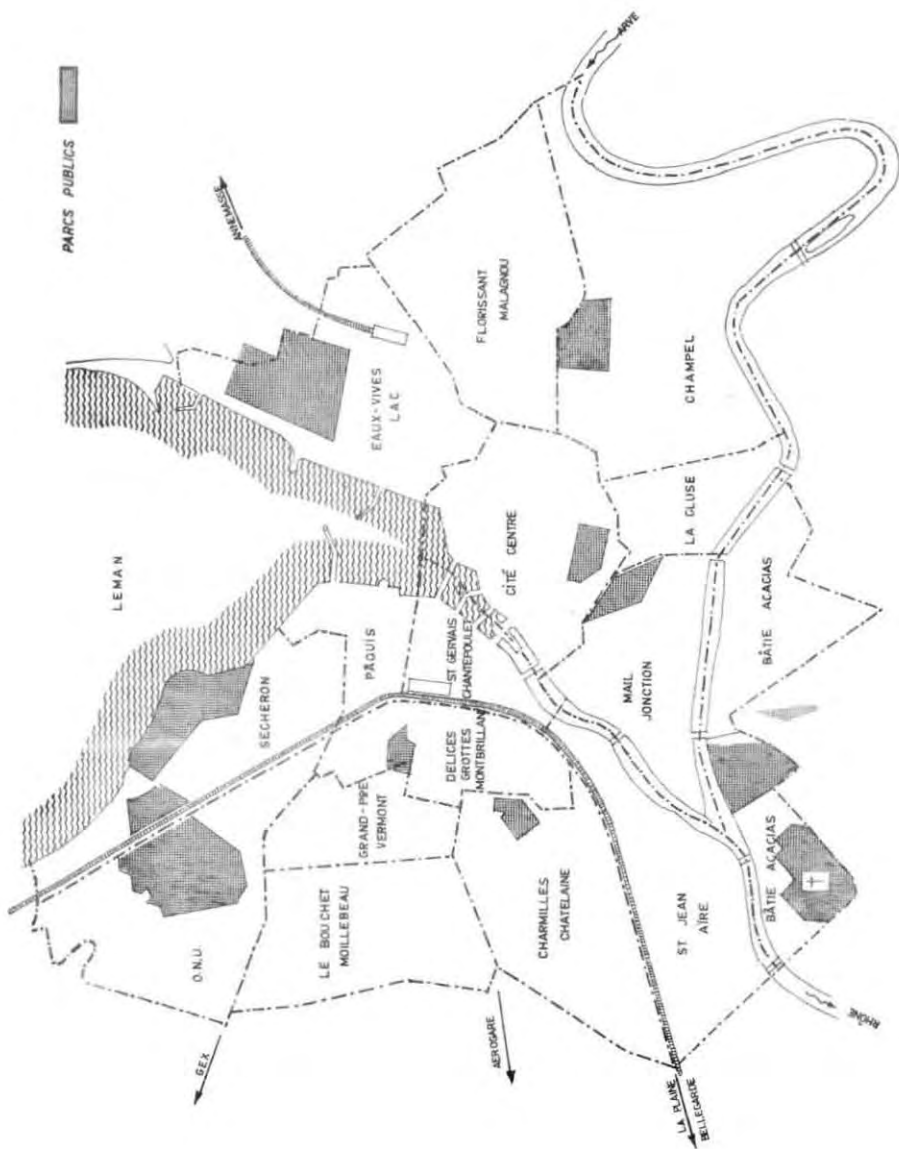 PARCS PUBLICS
ARVE
ANNEMASSE
LEMAN
EAUX-VIVES
LAC
FLORISSANT
MALAGNOU
CHAMPEL
LA CLUSE
CITÉ CENTRE
PÂQUIS
SECHERON
ST GERVAIS
CHANTEPOULET
DELICES
GROTTES
MONTBRILLANT
GRAND-PRÉ
VERMONT
O.N.U.
LE BOUCHET
MOILLEBEAU
CHARMILLES
CHATELAINE
MAIL
JONCTION
BÂTIE ACACIAS
ST JEAN
AÏRE
BÂTIE ACACIAS
GEX
AEROGARE
LA PLAINE
BELLEGARDE
RHÔNE